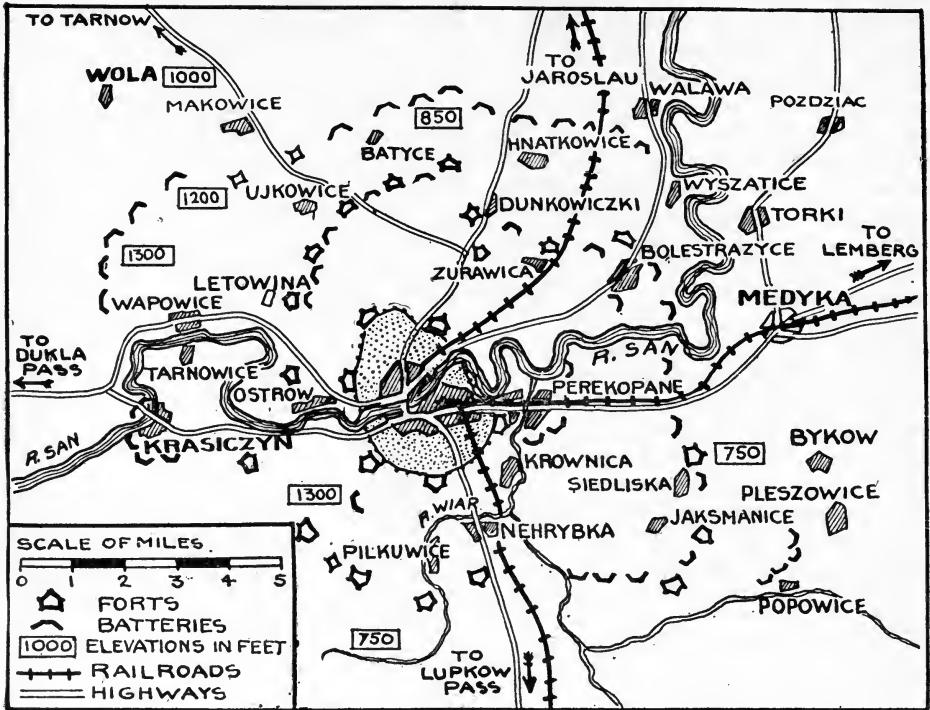 TO TARNOW
WOLA
1000
MAKOWICE
850
BATYCE
TO
JAROSLAU
HNATKOWICE
WALAWA
POZDZIAC
1200
UJKOWICE
DUNKOWICZKI
WYSZATICE
TORKI
1300
LETOWINA
ZURAWICA
BOLESTRAZYCE
TO
LEMBERG
WAPOWICE
MEDYKA
TO
DUKLA
PASS
TARNOWICE
OSTROW
R. SAN
PEREKOPANE
R. SAN
KRASICZYN
1300
KROWNICA
SIEDLISKA
750
BYKOW
PLESZOWICE
R. WIAR
NEHRYBKA
JAKSMANICE
PILKUWICE
POPOWICE
750
TO
LUPKOW
PASS
SCALE OF MILES.
0 1 2 3 4 5
FORTS
BATTERIES
1000 ELEVATIONS IN FEET
RAILROADS
HIGHWAYS